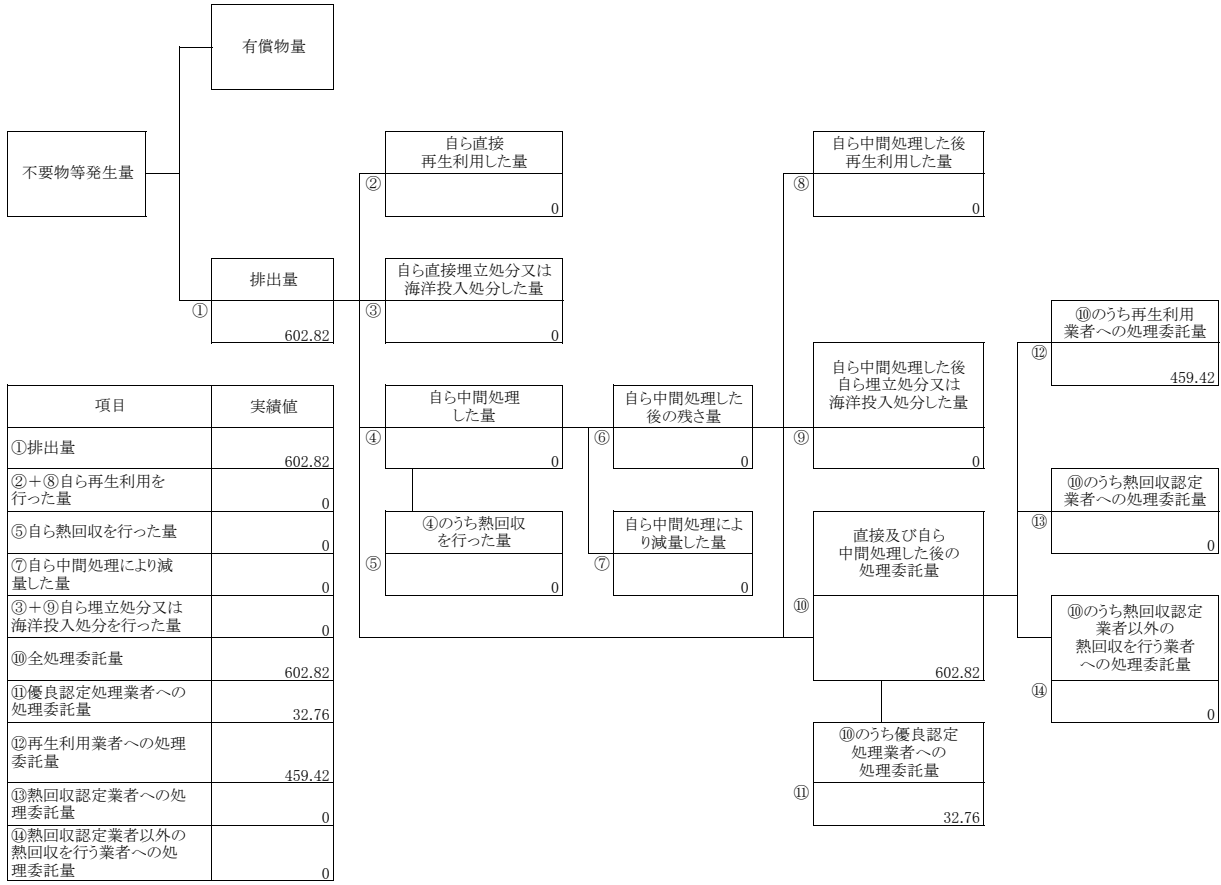 有償物量
不要物等発生量
自ら直接
再生利用した量
②
0
自ら中間処理した後
再生利用した量
⑧
0
排出量
①
602.82
自ら直接埋立処分又は
海洋投入処分した量
③
0
⑩のうち再生利用
業者への処理委託量
⑫
459.42
自ら中間処理
した量
④
0
自ら中間処理した
後の残さ量
⑥
0
自ら中間処理した後
自ら埋立処分又は
海洋投入処分した量
⑨
0
⑩のうち熱回収認定
業者への処理委託量
⑬
0
④のうち熱回収
を行った量
⑤
0
自ら中間処理によ
り減量した量
⑦
0
直接及び自ら
中間処理した後の
処理委託量
⑩
602.82
⑩のうち熱回収認定
業者以外の
熱回収を行う業者
への処理委託量
⑭
0
⑩のうち優良認定
処理業者への
処理委託量
⑪
32.76
項目 実績値
①排出量
602.82
②+⑧自ら再生利用を
行った量
0
⑤自ら熱回収を行った量
0
⑦自ら中間処理により減
量した量
0
③+⑨自ら埋立処分又は
海洋投入処分を行った量
0
⑩全処理委託量
602.82
⑪優良認定処理業者への
処理委託量
32.76
⑫再生利用業者への処理
委託量
459.42
⑬熱回収認定業者への処
理委託量
0
⑭熱回収認定業者以外の
熱回収を行う業者への処
理委託量
0